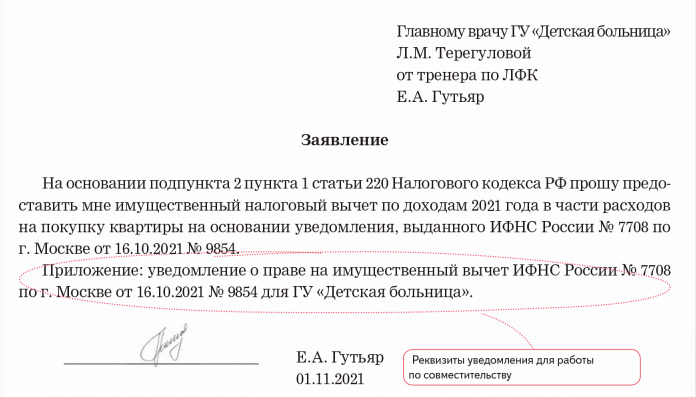 Главному врачу ГУ «Детская больница»
Л.М. Терегуловой
от тренера по ЛФК
Е.А. Гутьяр
Заявление
На основании подпункта 2 пункта 1 статьи 220 Налогового кодекса РФ прошу предо-
ставить мне имущественный налоговый вычет по доходам 2021 года в части расходов
на покупку квартиры на основании уведомления, выданного ИФНС России № 7708 по
г. Москве от 16.10.2021 № 9854.
Приложение: уведомление о праве на имущественный вычет ИФНС России № 7708
по г. Москве от 16.10.2021 № 9854 для ГУ «Детская больница».
Е.А. Гутьяр
01.11.2021
Реквизиты уведомления для работы
по совместительству